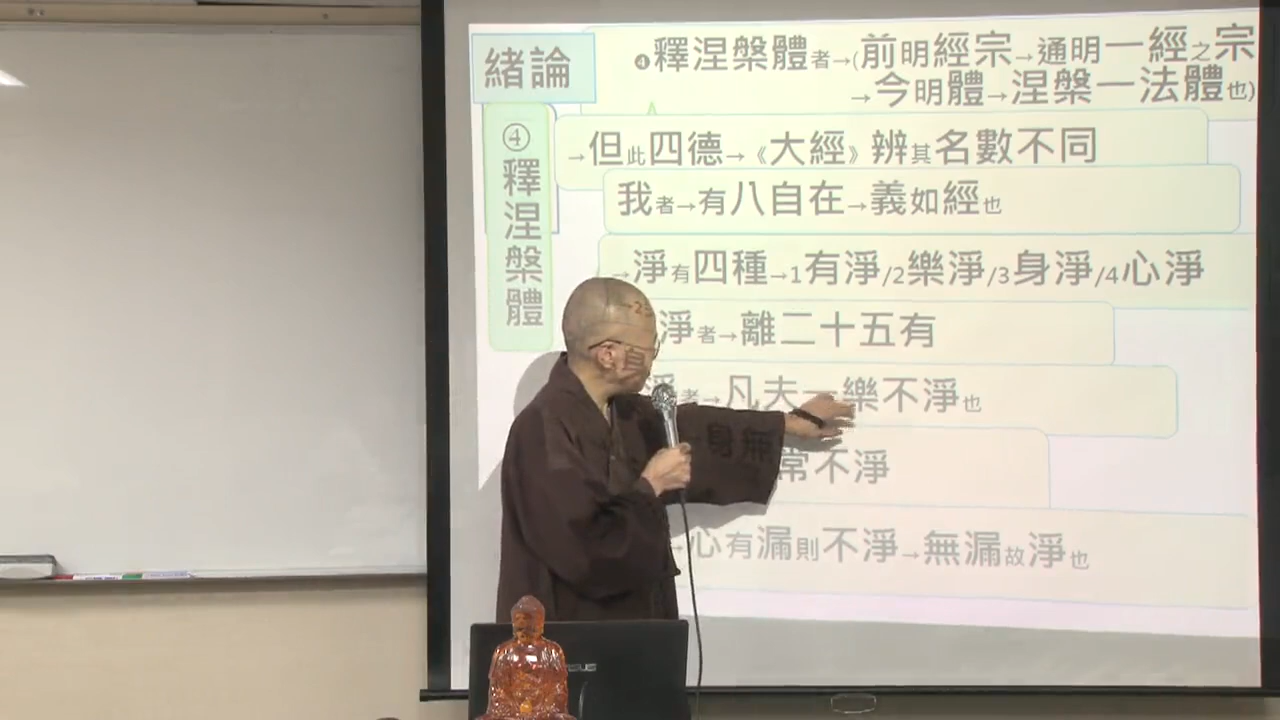 緒論
❹釋涅槃體者→(前明經宗→通明一經之宗
→今明體→涅槃一法體也)
④釋涅槃體
→但此四德→《大經》辨其名數不同
我者→有八自在→義如經也
→淨有四種→1有淨/2樂淨/3身淨/4心淨
淨者→離二十五有
淨者→凡夫一樂不淨也
身無常不淨
→心有漏則不淨→無漏故淨也